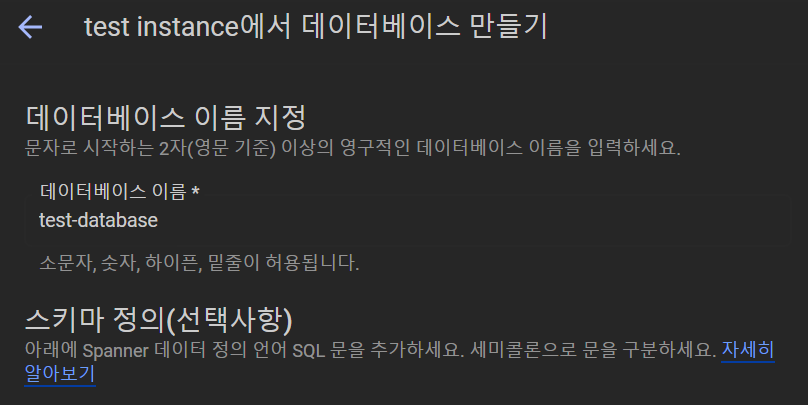 test instance에서 데이터베이스 만들기
데이터베이스 이름 지정
문자로 시작하는 2자(영문 기준) 이상의 영구적인 데이터베이스 이름을 입력하세요.
데이터베이스 이름 *
test-database
소문자, 숫자, 하이픈, 밑줄이 허용됩니다.
스키마 정의(선택사항)
아래에 Spanner 데이터 정의 언어 SQL 문을 추가하세요. 세미콜론으로 문을 구분하세요. 자세히
알아보기